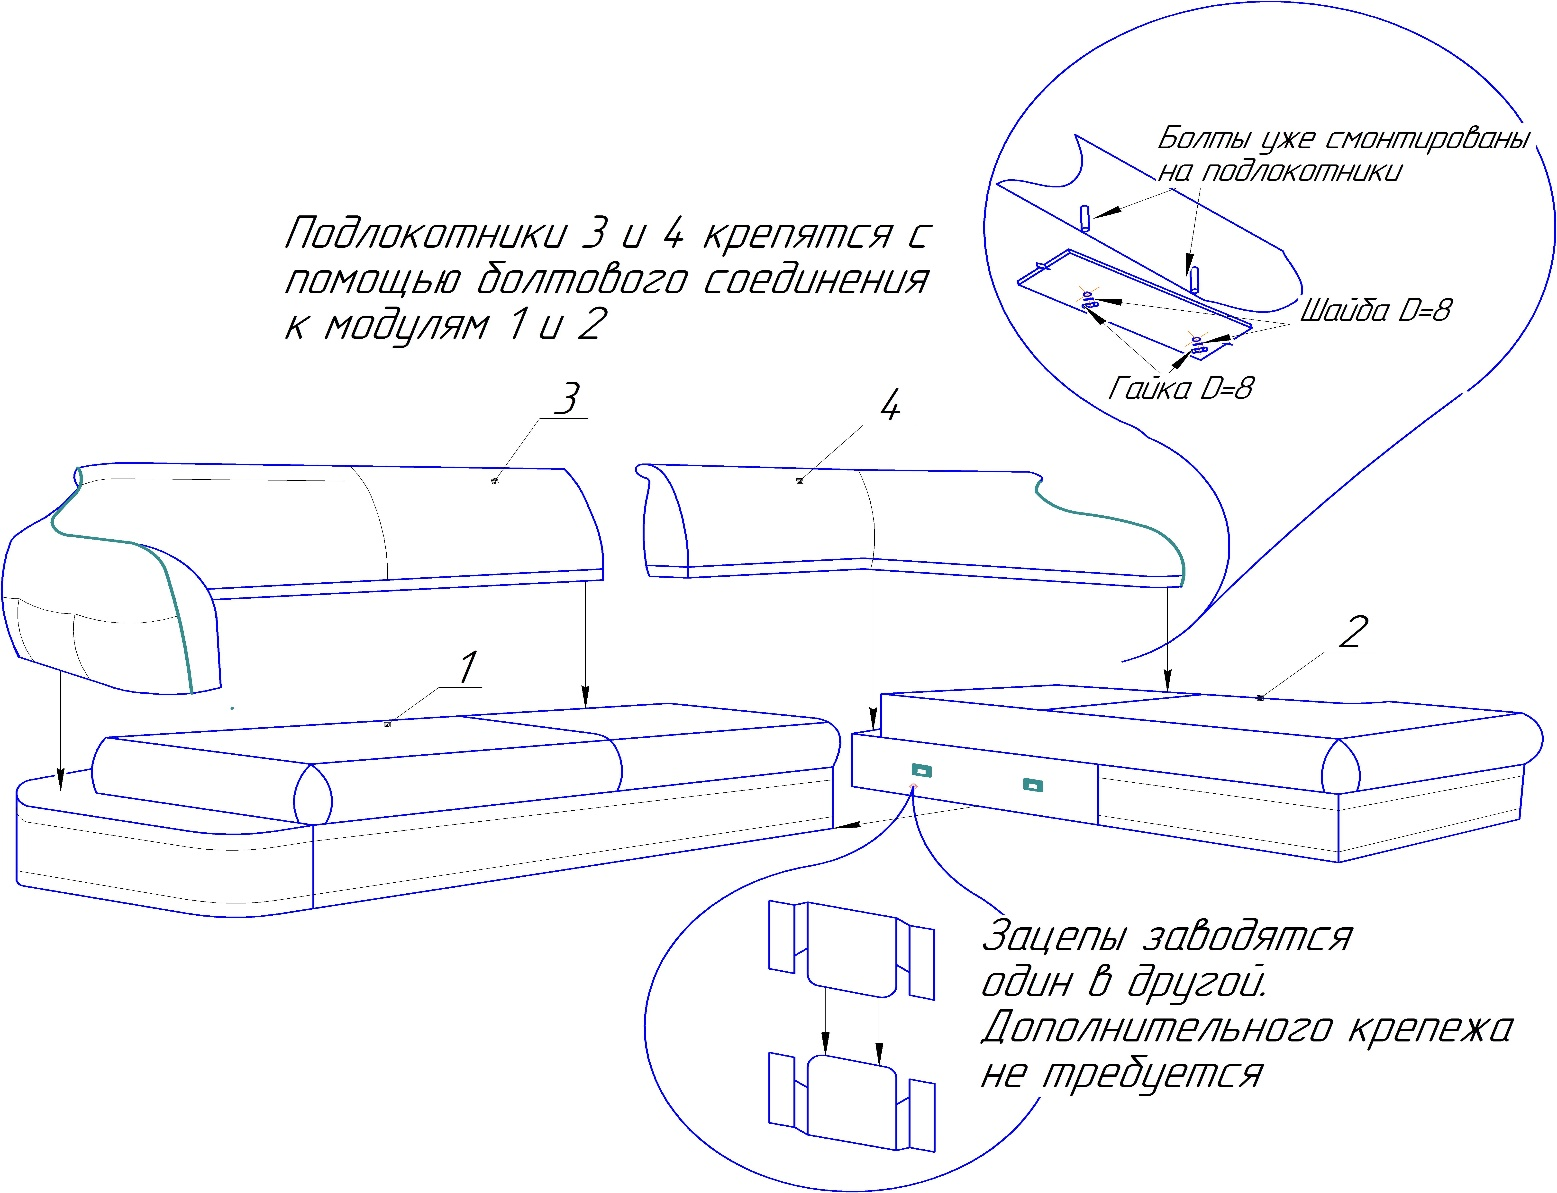 Болты уже смонтированы
на подлокотники
Подлокотники 3 и 4 крепятся с
помощью болтового соединения
к модулям 1 и 2
Шайба D=8
Гайка D=8
3
4
2
1
Зацепы заводятся
один в другой.
Дополнительного крепежа
не требуется